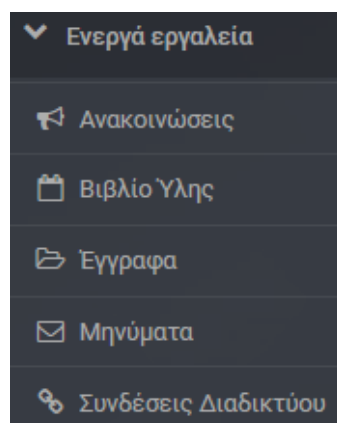 Ενεργά εργαλεία
Ανακοινώσεις
Βιβλίο Ύλης
Έγγραφα
Μηνύματα
Συνδέσεις Διαδικτύου